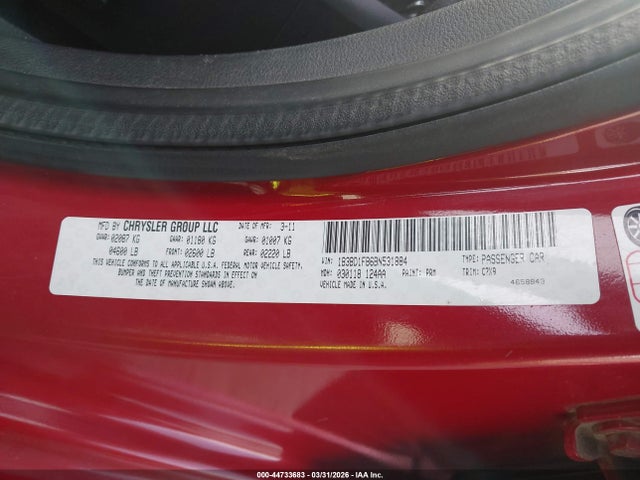 MFD BY CHRYSLER GROUP LLC DATE OF MFR: 3-11
GVWR: 02087 KG GAWR: 01180 KG GAWR: 01007 KG
04600 LB FRONT: 02600 LB REAR: 02220 LB
THIS VEHICLE CONFORMS TO ALL APPLICABLE U.S.A. FEDERAL MOTOR VEHICLE SAFETY,
BUMPER AND THEFT PREVENTION STANDARDS IN EFFECT ON
THE DATE OF MANUFACTURE SHOWN ABOVE.
VIN: 1B3BD1FB6BN531884 TYPE: PASSENGER CAR
MDH: 030118 124AA PAINT: PRM TRIM: C7X9
VEHICLE MADE IN U.S.A. 4658843
000-44733683 - 03/31/2026 - IAAI, Inc.